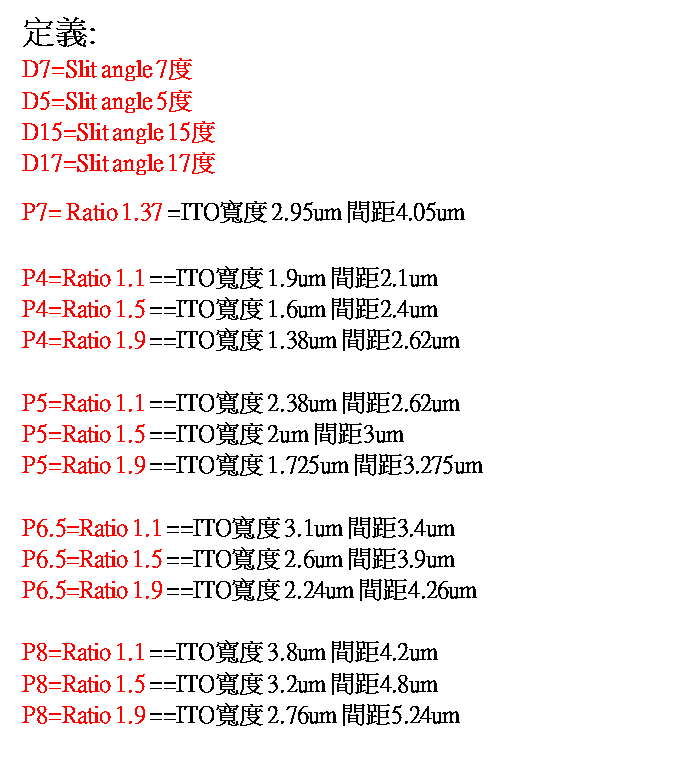 定義:
D7=Slit angle 7度
D5=Slit angle 5度
D15=Slit angle 15度
D17=Slit angle 17度
P7= Ratio 1.37 =ITO寬度 2.95um 間距4.05um
P4=Ratio 1.1 ==ITO寬度 1.9um 間距2.1um
P4=Ratio 1.5 ==ITO寬度 1.6um 間距2.4um
P4=Ratio 1.9 ==ITO寬度 1.38um 間距2.62um
P5=Ratio 1.1 ==ITO寬度 2.38um 間距2.62um
P5=Ratio 1.5 ==ITO寬度 2um 間距3um
P5=Ratio 1.9 ==ITO寬度 1.725um 間距3.275um
P6.5=Ratio 1.1 ==ITO寬度 3.1um 間距3.4um
P6.5=Ratio 1.5 ==ITO寬度 2.6um 間距3.9um
P6.5=Ratio 1.9 ==ITO寬度 2.24um 間距4.26um
P8=Ratio 1.1 ==ITO寬度 3.8um 間距4.2um
P8=Ratio 1.5 ==ITO寬度 3.2um 間距4.8um
P8=Ratio 1.9 ==ITO寬度 2.76um 間距5.24um